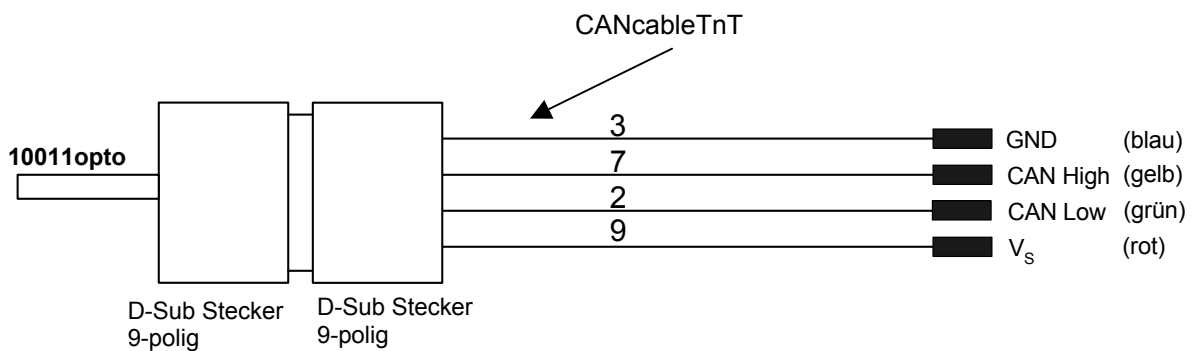 CANcableTnT
10011opto
3
GND (blau)
7
CAN High (gelb)
2
CAN Low (grün)
9
VS (rot)
D-Sub Stecker
9-polig
D-Sub Stecker
9-polig